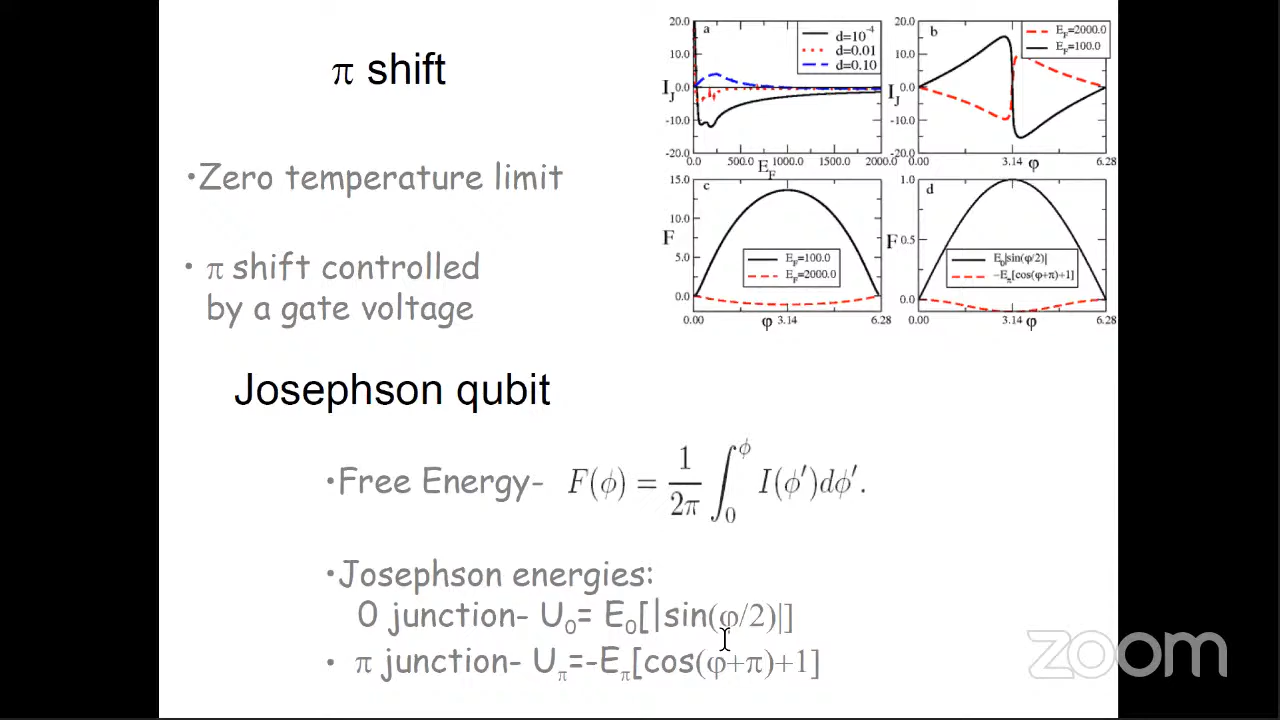 π shift
•Zero temperature limit
• π shift controlled
by a gate voltage
a
d=10⁻⁴
d=0.01
d=0.10
20.0
10.0
I_J 0.0
-10.0
-20.0
0.0 500.0 1000.0 1500.0 2000.0
E_F
b
E_F=2000.0
E_F=100.0
20.0
10.0
I_J 0.0
-10.0
-20.0
0.00 3.14 φ 6.28
c
15.0
10.0
F
5.0
0.0
E_F=100.0
E_F=2000.0
0.00 φ 3.14 6.28
d
1.0
F
0.5
0.0
E₀|sin(φ/2)|
-E_π[cos(φ+π)+1]
0.00 3.14 φ 6.28
Josephson qubit
•Free Energy- F(ϕ) = 1/2π ∫₀^ϕ I(ϕ′)dϕ′.
•Josephson energies:
0 junction- U₀= E₀[|sin(φ/2)|]
• π junction- U_π=-E_π[cos(φ+π)+1]
zoom